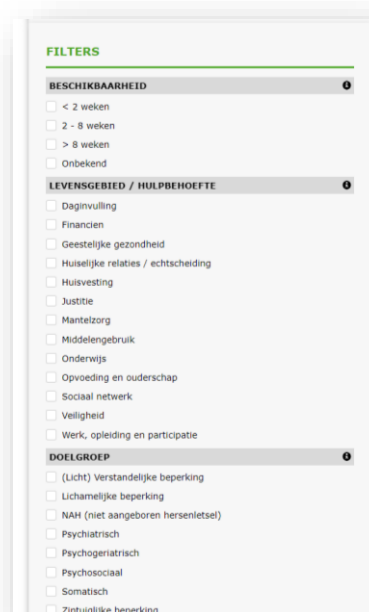 FILTERS
BESCHIKBAARHEID
< 2 weken
2 - 8 weken
> 8 weken
Onbekend
LEVENSGEBIED / HULPBEHOEFTE
Daginvulling
Financien
Geestelijke gezondheid
Huiselijke relaties / echtscheiding
Huisvesting
Justitie
Mantelzorg
Middelengebruik
Onderwijs
Opvoeding en ouderschap
Sociaal netwerk
Veiligheid
Werk, opleiding en participatie
DOELGROEP
(Licht) Verstandelijke beperking
Lichamelijke beperking
NAH (niet aangeboren hersenletsel)
Psychiatrisch
Psychogeriatrisch
Psychosociaal
Somatisch
Zintuiglijke beperking